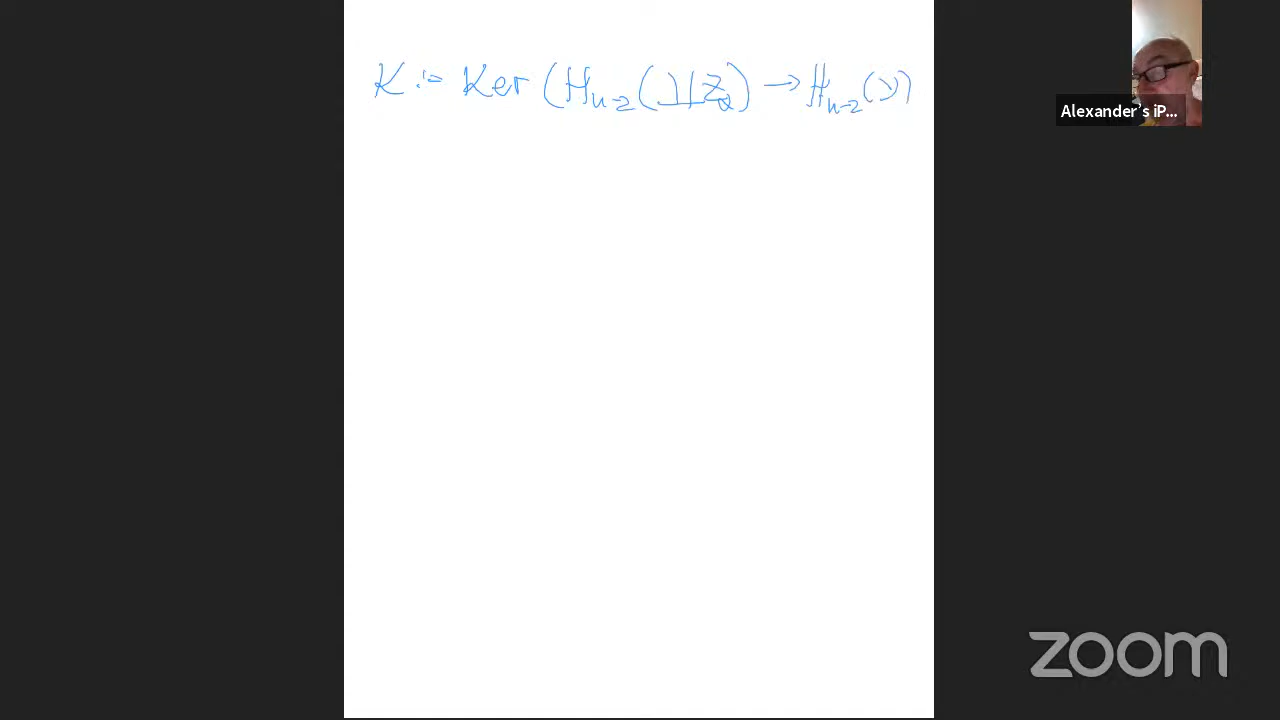 K := Ker (H_{n-2}(∐Z_α) → H_{n-2}(Y))
Alexander's iP...
zoom